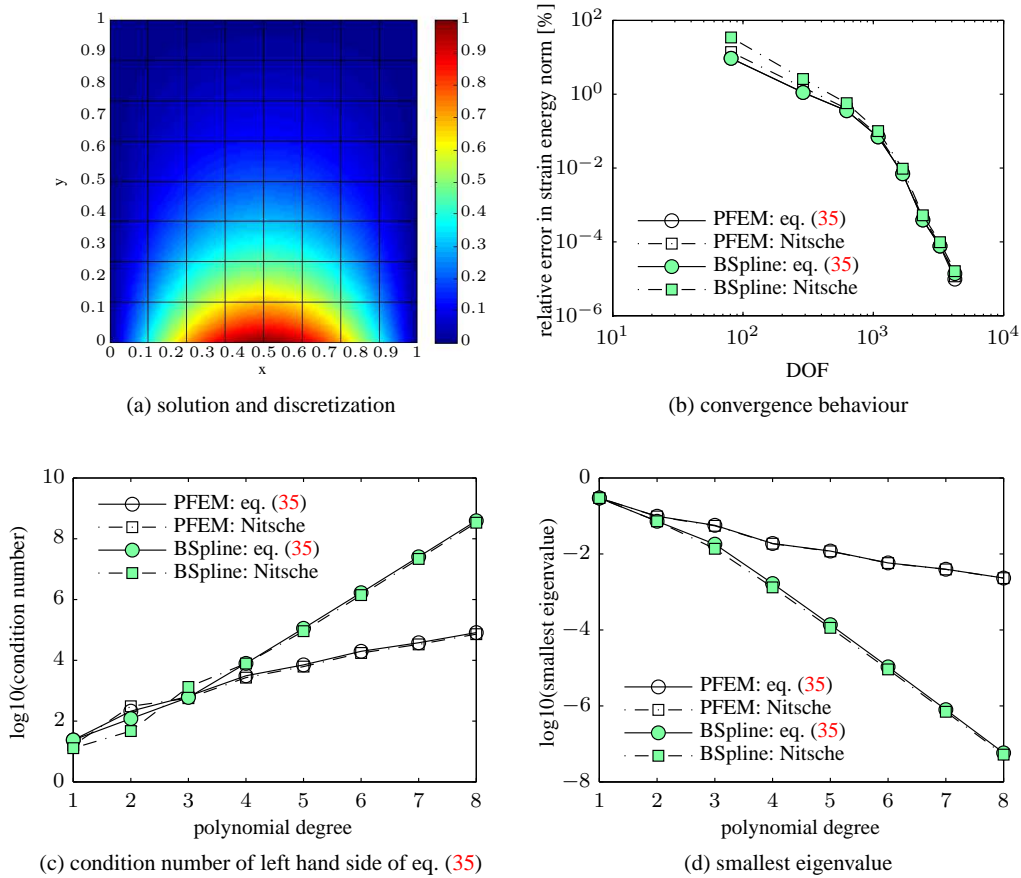 1
0.9
0.8
0.7
0.6
0.5
0.4
0.3
0.2
0.1
0
y
0 0.1 0.2 0.3 0.4 0.5 0.6 0.7 0.8 0.9 1
x
1
0.9
0.8
0.7
0.6
0.5
0.4
0.3
0.2
0.1
0
(a) solution and discretization
relative error in strain energy norm [%]
10^2
10^0
10^−2
10^−4
10^−6
PFEM: eq. (35)
PFEM: Nitsche
BSpline: eq. (35)
BSpline: Nitsche
10^1 10^2 10^3 10^4
DOF
(b) convergence behaviour
log10(condition number)
10
8
6
4
2
0
PFEM: eq. (35)
PFEM: Nitsche
BSpline: eq. (35)
BSpline: Nitsche
1 2 3 4 5 6 7 8
polynomial degree
(c) condition number of left hand side of eq. (35)
log10(smallest eigenvalue)
0
−2
−4
−6
−8
PFEM: eq. (35)
PFEM: Nitsche
BSpline: eq. (35)
BSpline: Nitsche
1 2 3 4 5 6 7 8
polynomial degree
(d) smallest eigenvalue